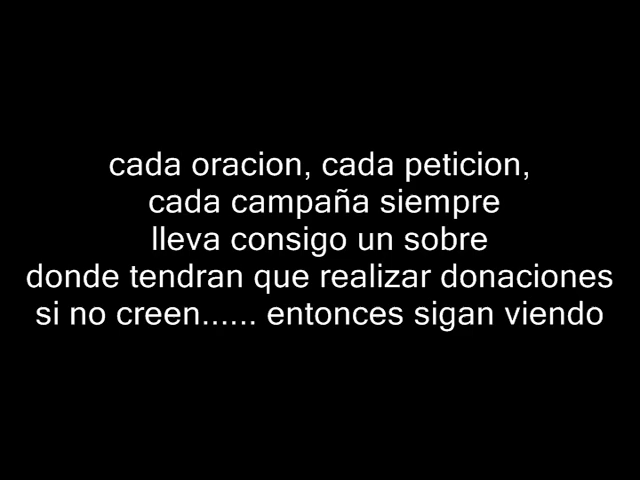 cada oracion, cada peticion,
cada campaña siempre
lleva consigo un sobre
donde tendran que realizar donaciones
si no creen...... entonces sigan viendo